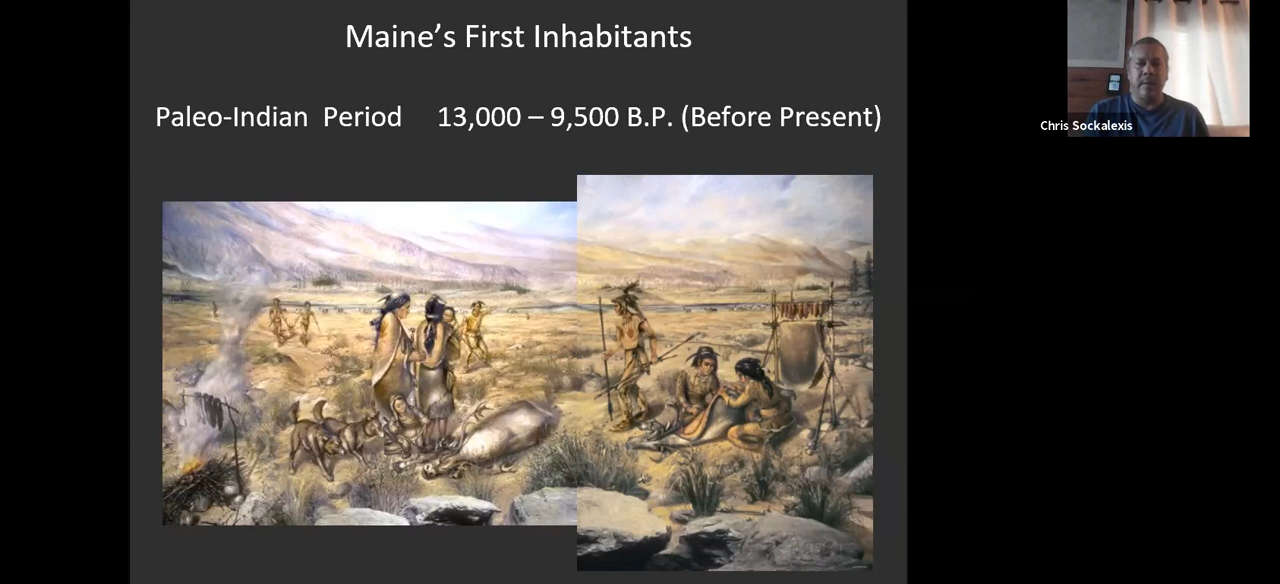 Maine’s First Inhabitants
Paleo-Indian Period 13,000 – 9,500 B.P. (Before Present)
Chris Sockalexis